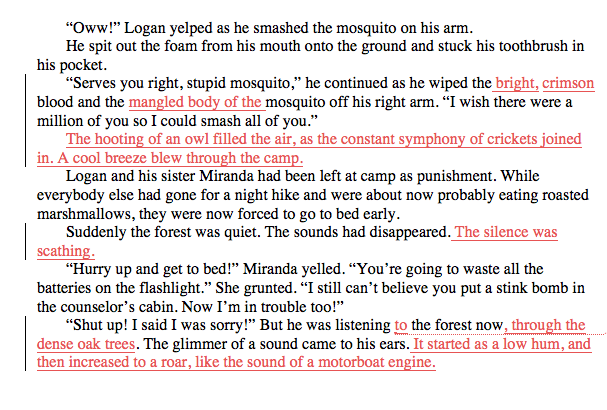 “Oww!” Logan yelped as he smashed the mosquito on his arm.
He spit out the foam from his mouth onto the ground and stuck his toothbrush in
his pocket.
“Serves you right, stupid mosquito,” he continued as he wiped the bright, crimson
blood and the mangled body of the mosquito off his right arm. “I wish there were a
million of you so I could smash all of you.”
The hooting of an owl filled the air, as the constant symphony of crickets joined
in. A cool breeze blew through the camp.
Logan and his sister Miranda had been left at camp as punishment. While
everybody else had gone for a night hike and were about now probably eating roasted
marshmallows, they were now forced to go to bed early.
Suddenly the forest was quiet. The sounds had disappeared. The silence was
scathing.
“Hurry up and get to bed!” Miranda yelled. “You’re going to waste all the
batteries on the flashlight.” She grunted. “I still can’t believe you put a stink bomb in
the counselor’s cabin. Now I’m in trouble too!”
“Shut up! I said I was sorry!” But he was listening to the forest now, through the
dense oak trees. The glimmer of a sound came to his ears. It started as a low hum, and
then increased to a roar, like the sound of a motorboat engine.